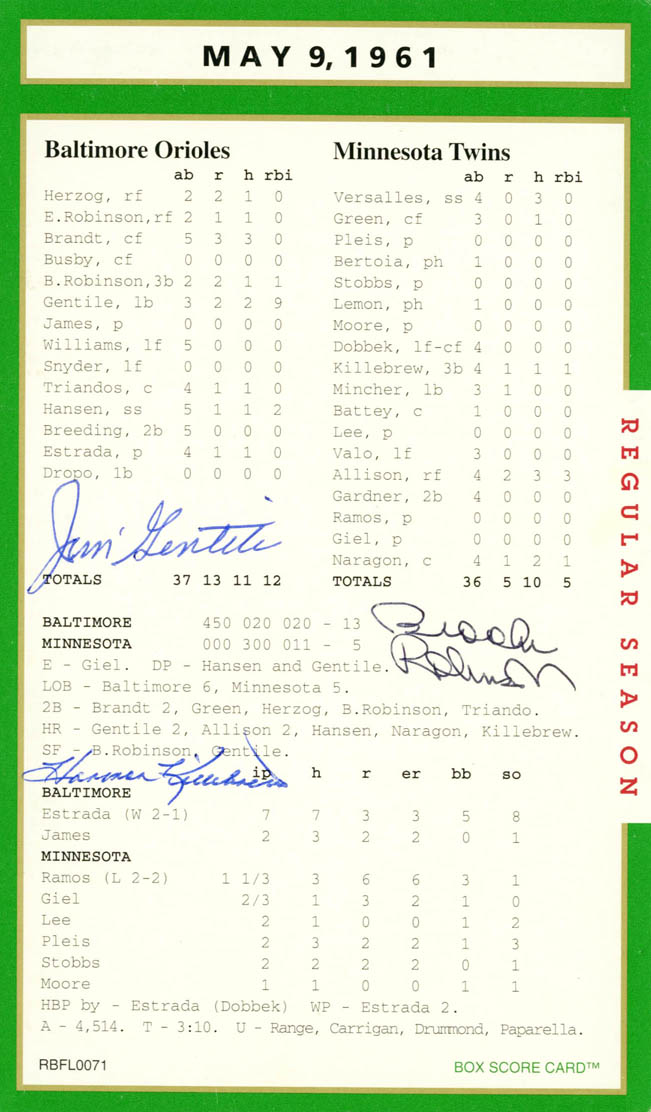 MAY 9, 1961
Baltimore Orioles
ab r h rbi
Herzog, rf 2 2 1 0
E.Robinson,rf 2 1 1 0
Brandt, cf 5 3 3 0
Busby, cf 0 0 0 0
B.Robinson,3b 2 2 1 1
Gentile, 1b 3 2 2 9
James, p 0 0 0 0
Williams, lf 5 0 0 0
Snyder, lf 0 0 0 0
Triandos, c 4 1 1 0
Hansen, ss 5 1 1 2
Breeding, 2b 5 0 0 0
Estrada, p 4 1 1 0
Dropo, 1b 0 0 0 0
Jim Gentile
TOTALS 37 13 11 12
Minnesota Twins
ab r h rbi
Versalles, ss 4 0 3 0
Green, cf 3 0 1 0
Pleis, p 0 0 0 0
Bertoia, ph 1 0 0 0
Stobbs, p 0 0 0 0
Lemon, ph 1 0 0 0
Moore, p 0 0 0 0
Dobbek, lf-cf 4 0 0 0
Killebrew, 3b 4 1 1 1
Mincher, 1b 3 1 0 0
Battey, c 1 0 0 0
Lee, p 0 0 0 0
Valo, lf 3 0 0 0
Allison, rf 4 2 3 3
Gardner, 2b 4 0 0 0
Ramos, p 0 0 0 0
Giel, p 0 0 0 0
Naragon, c 4 1 2 1
TOTALS 36 5 10 5
REGULAR SEASON
BALTIMORE 450 020 020 - 13
MINNESOTA 000 300 011 - 5
Brooks
Robinson
E - Giel. DP - Hansen and Gentile.
LOB - Baltimore 6, Minnesota 5.
2B - Brandt 2, Green, Herzog, B.Robinson, Triando.
HR - Gentile 2, Allison 2, Hansen, Naragon, Killebrew.
SF - B.Robinson, Gentile.
Harmon Killebrew
ip h r er bb so
BALTIMORE
Estrada (W 2-1) 7 7 3 3 5 8
James 2 3 2 2 0 1
MINNESOTA
Ramos (L 2-2) 1 1/3 3 6 6 3 1
Giel 2/3 1 3 2 1 0
Lee 2 1 0 0 1 2
Pleis 2 3 2 2 1 3
Stobbs 2 2 2 2 0 1
Moore 1 1 0 0 1 1
HBP by - Estrada (Dobbek) WP - Estrada 2.
A - 4,514. T - 3:10. U - Range, Carrigan, Drummond, Paparella.
RBFL0071
BOX SCORE CARD™